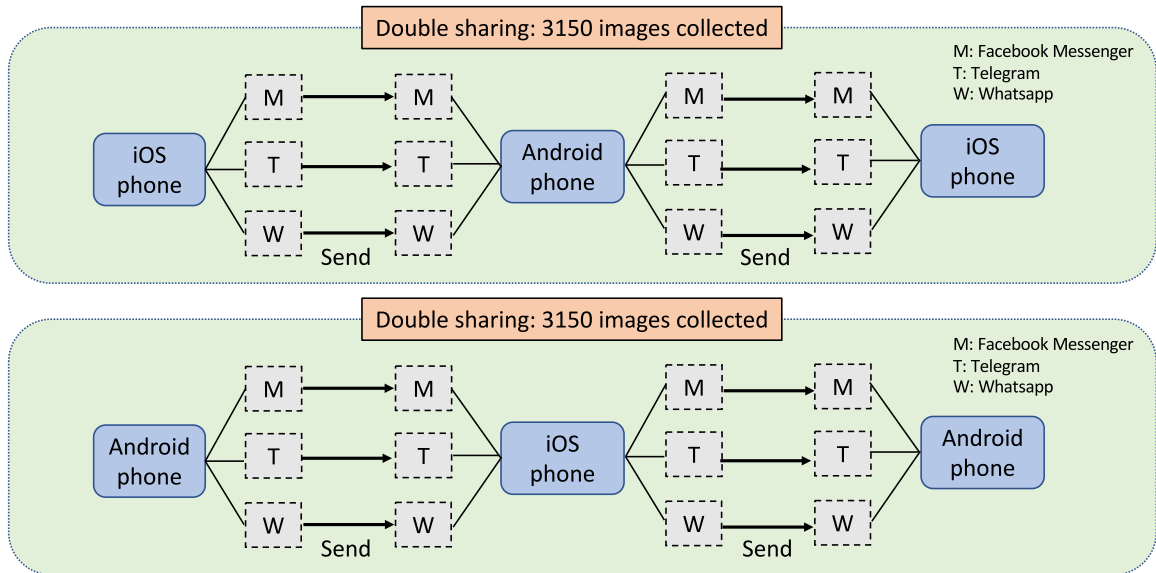 Double sharing: 3150 images collected
M: Facebook Messenger
T: Telegram
W: Whatsapp
M M M M
iOS
phone
T T
Android
phone
T T
iOS
phone
W W W W
Send Send
Double sharing: 3150 images collected
M: Facebook Messenger
T: Telegram
W: Whatsapp
M M M M
Android
phone
T T
iOS
phone
T T
Android
phone
W W W W
Send Send